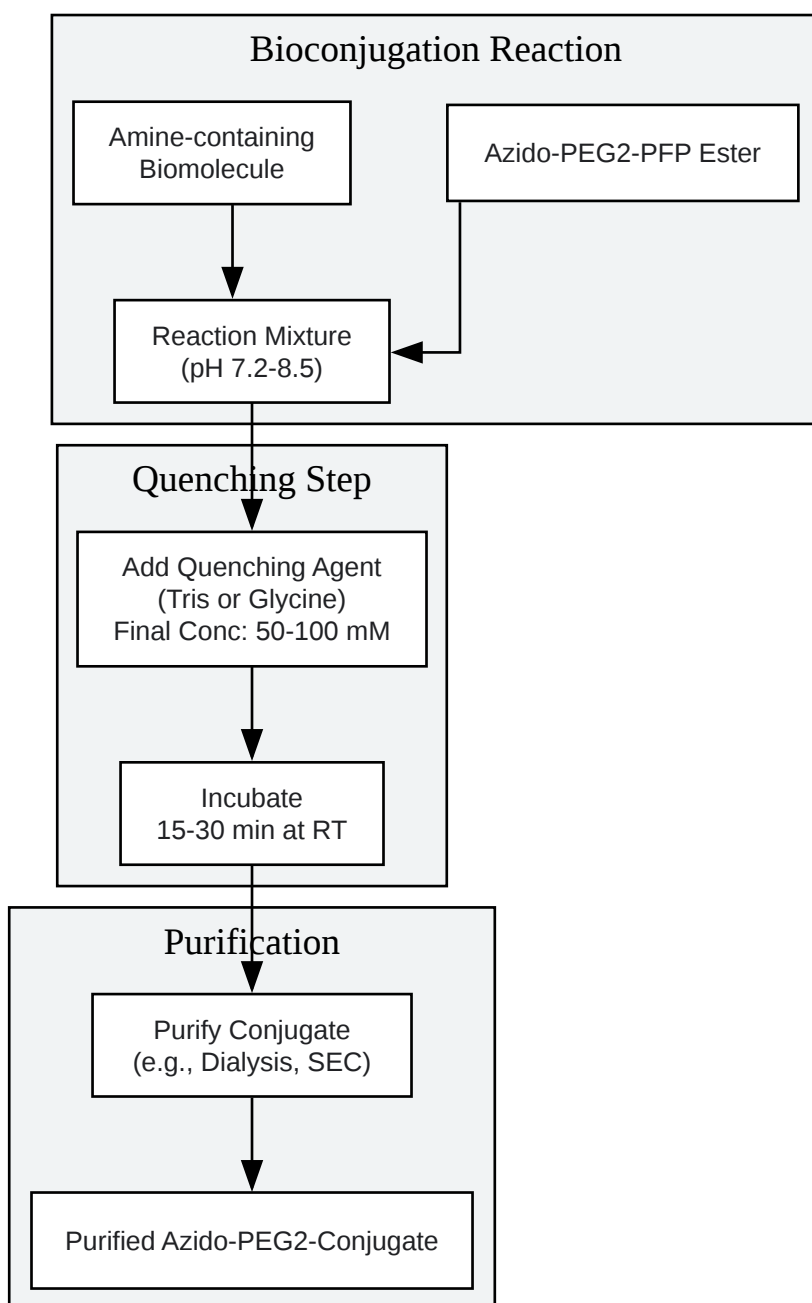 Bioconjugation Reaction
Amine-containing
Biomolecule
Azido-PEG2-PFP Ester
Reaction Mixture
(pH 7.2-8.5)
Quenching Step
Add Quenching Agent
(Tris or Glycine)
Final Conc: 50-100 mM
Incubate
15-30 min at RT
Purification
Purify Conjugate
(e.g., Dialysis, SEC)
Purified Azido-PEG2-Conjugate